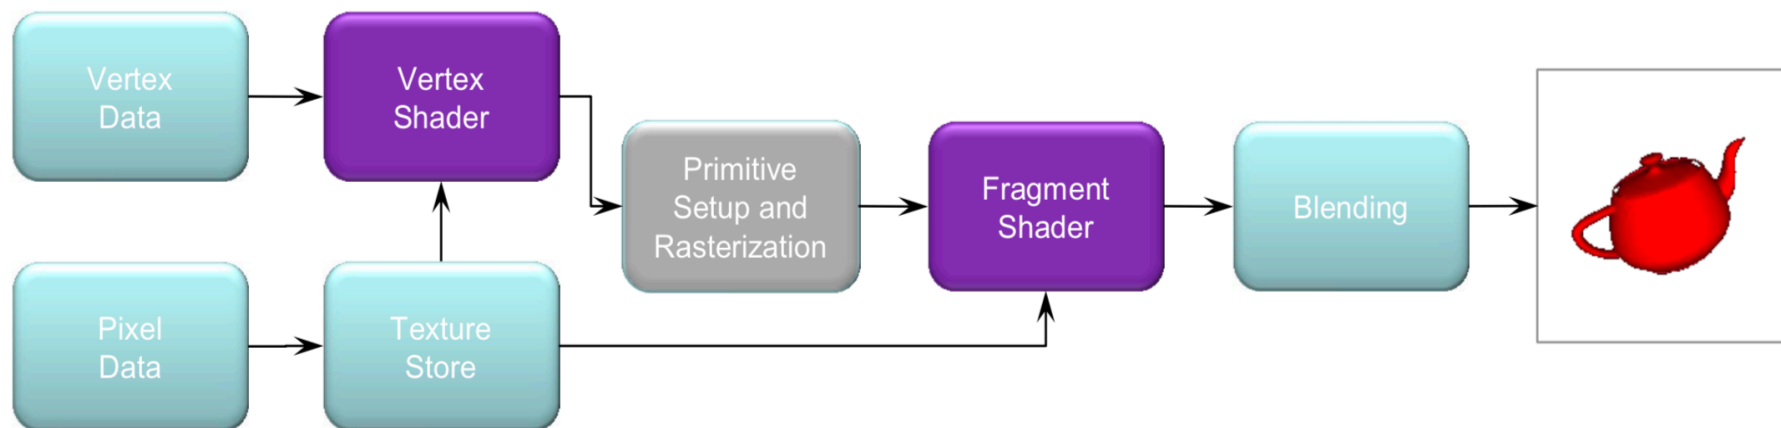 Vertex
Data
Vertex
Shader
Primitive
Setup and
Rasterization
Fragment
Shader
Blending
Pixel
Data
Texture
Store